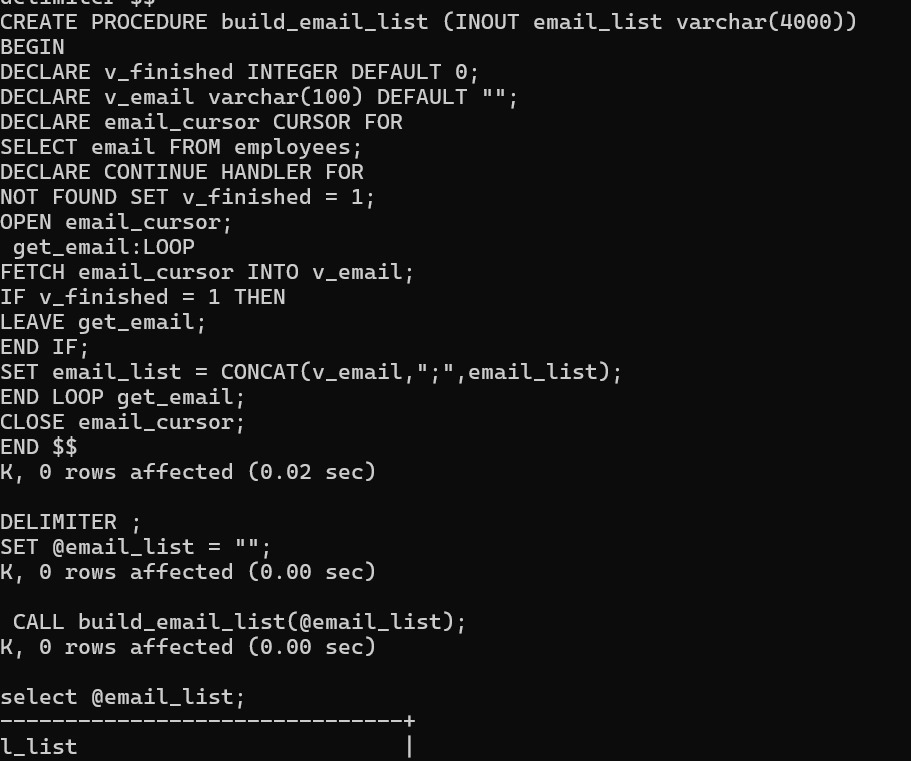 delimiter $$
CREATE PROCEDURE build_email_list (INOUT email_list varchar(4000))
BEGIN
DECLARE v_finished INTEGER DEFAULT 0;
DECLARE v_email varchar(100) DEFAULT "";
DECLARE email_cursor CURSOR FOR
SELECT email FROM employees;
DECLARE CONTINUE HANDLER FOR
NOT FOUND SET v_finished = 1;
OPEN email_cursor;
 get_email:LOOP
FETCH email_cursor INTO v_email;
IF v_finished = 1 THEN
LEAVE get_email;
END IF;
SET email_list = CONCAT(v_email,";",email_list);
END LOOP get_email;
CLOSE email_cursor;
END $$
K, 0 rows affected (0.02 sec)

DELIMITER ;
SET @email_list = "";
K, 0 rows affected (0.00 sec)

 CALL build_email_list(@email_list);
K, 0 rows affected (0.00 sec)

select @email_list;
-------------------------------+
l_list                         |